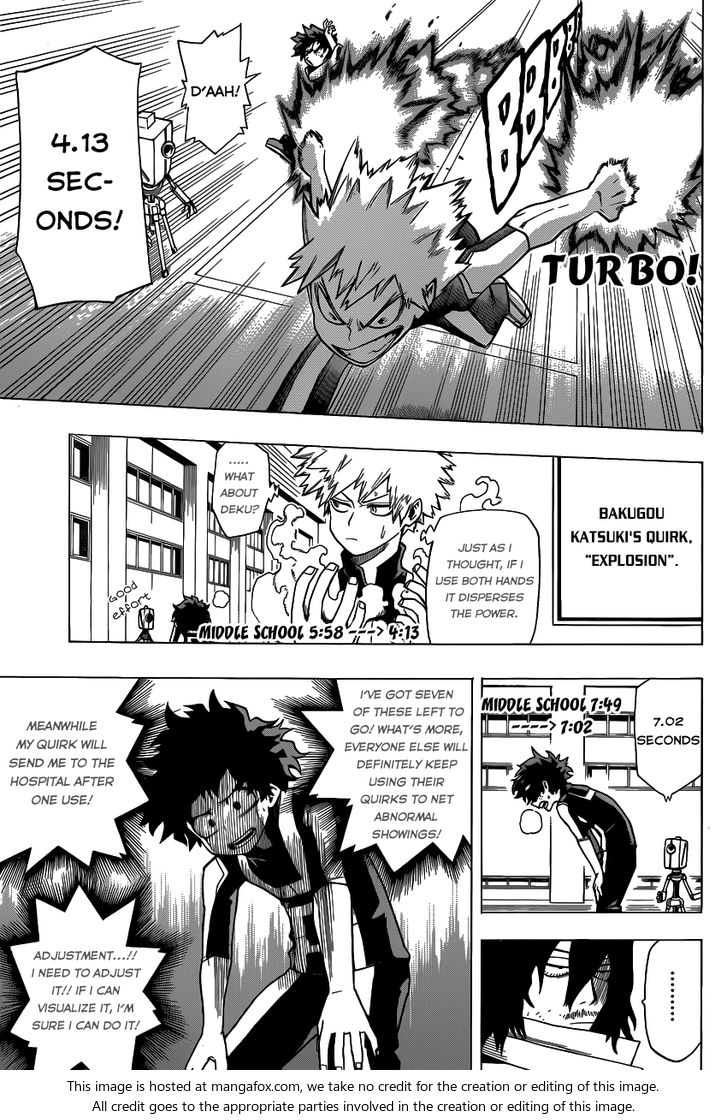 BBBBB
TURBO!
D'AAH!
4.13
SEC-
ONDS!
BAKUGOU
KATSUKI'S QUIRK,
"EXPLOSION".
JUST AS I
THOUGHT, IF I
USE BOTH HANDS
IT DISPERSES
THE POWER.
.....
WHAT
ABOUT
DEKU?
Good
effort
MIDDLE SCHOOL 5:58 ---> 4:13
MIDDLE SCHOOL 7:49
----> 7:02
7.02
SECONDS
I'VE GOT SEVEN
OF THESE LEFT TO
GO! WHAT'S MORE,
EVERYONE ELSE WILL
DEFINITELY KEEP
USING THEIR
QUIRKS TO NET
ABNORMAL
SHOWINGS!
MEANWHILE
MY QUIRK WILL
SEND ME TO THE
HOSPITAL AFTER
ONE USE!
ADJUSTMENT...!!
I NEED TO ADJUST
IT!! IF I CAN
VISUALIZE IT, I'M
SURE I CAN DO IT!
........
This image is hosted at mangafox.com, we take no credit for the creation or editing of this image.
All credit goes to the appropriate parties involved in the creation or editing of this image.